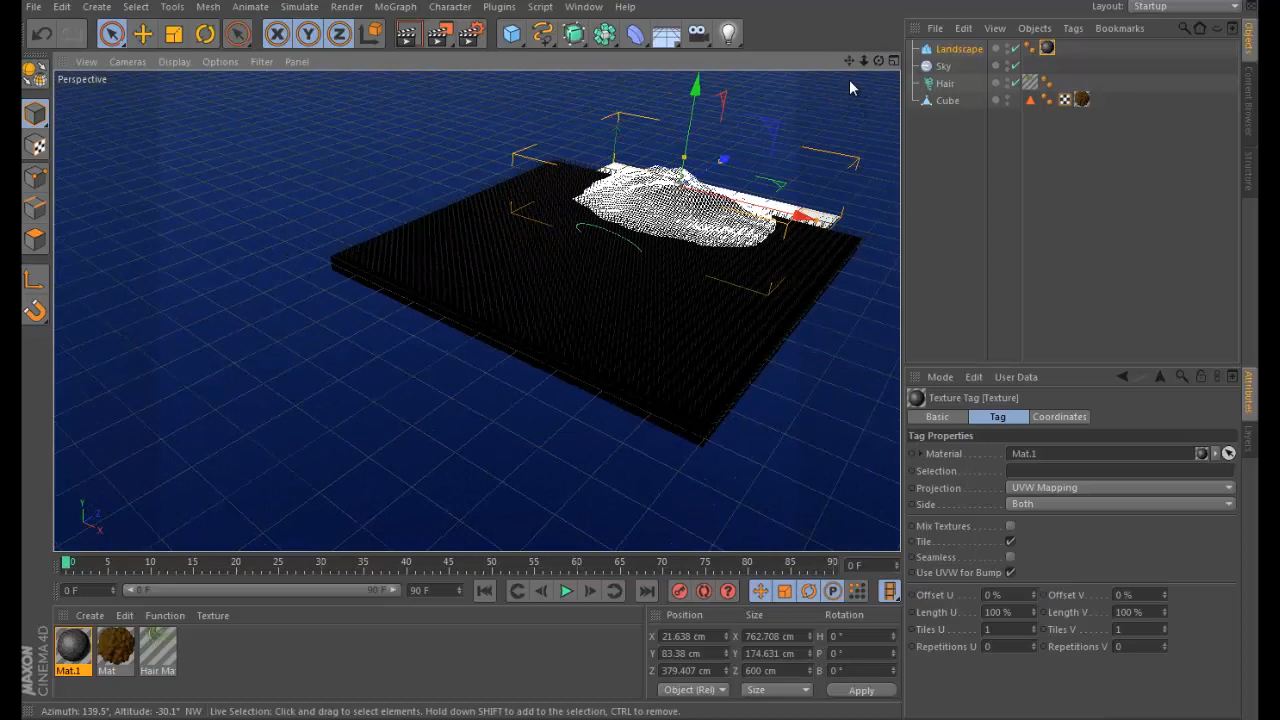 File Edit Create Select Tools Mesh Animate Simulate Render MoGraph Character Plugins Script Window Help Layout: Startup
X Y Z
File Edit View Objects Tags Bookmarks
Landscape
Sky
Hair
Cube
Objects
Content Browser
Structure
View Cameras Display Options Filter Panel
Perspective
Y Z X
Mode Edit User Data
Texture Tag [Texture]
Basic Tag Coordinates
Tag Properties
Material Mat.1
Selection
Projection UVW Mapping
Side Both
Mix Textures
Tile
Seamless
Use UVW for Bump
Offset U 0 % Offset V 0 %
Length U 100 % Length V 100 %
Tiles U 1 Tiles V 1
Repetitions U 0 Repetitions V 0
Attributes
Layers
0 5 10 15 20 25 30 35 40 45 50 55 60 65 70 75 80 85 90 0 F
0 F 0 F 90 F 90 F
P
Create Edit Function Texture
Mat.1 Mat Hair Ma
Position Size Rotation
X 21.638 cm X 762.708 cm H 0 °
Y 83.38 cm Y 174.631 cm P 0 °
Z 379.407 cm Z 600 cm B 0 °
Object (Rel) Size Apply
MAXON CINEMA 4D
Azimuth: 139.5°, Altitude: -30.1° NW Live Selection: Click and drag to select elements. Hold down SHIFT to add to the selection, CTRL to remove.